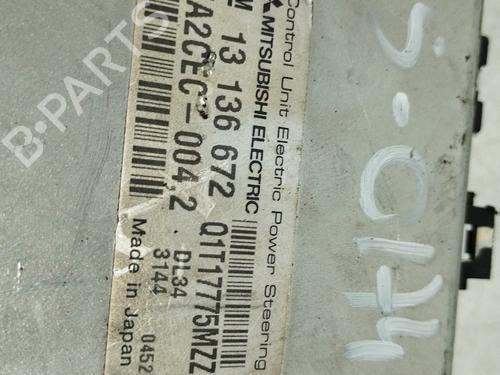 Control Unit Electric Power Steering
MITSUBISHI ELECTRIC
13 136 672 Q1T17775MZZ
A2CEC-004,2 DL34
3144
Made in Japan 0452
B-PARTS